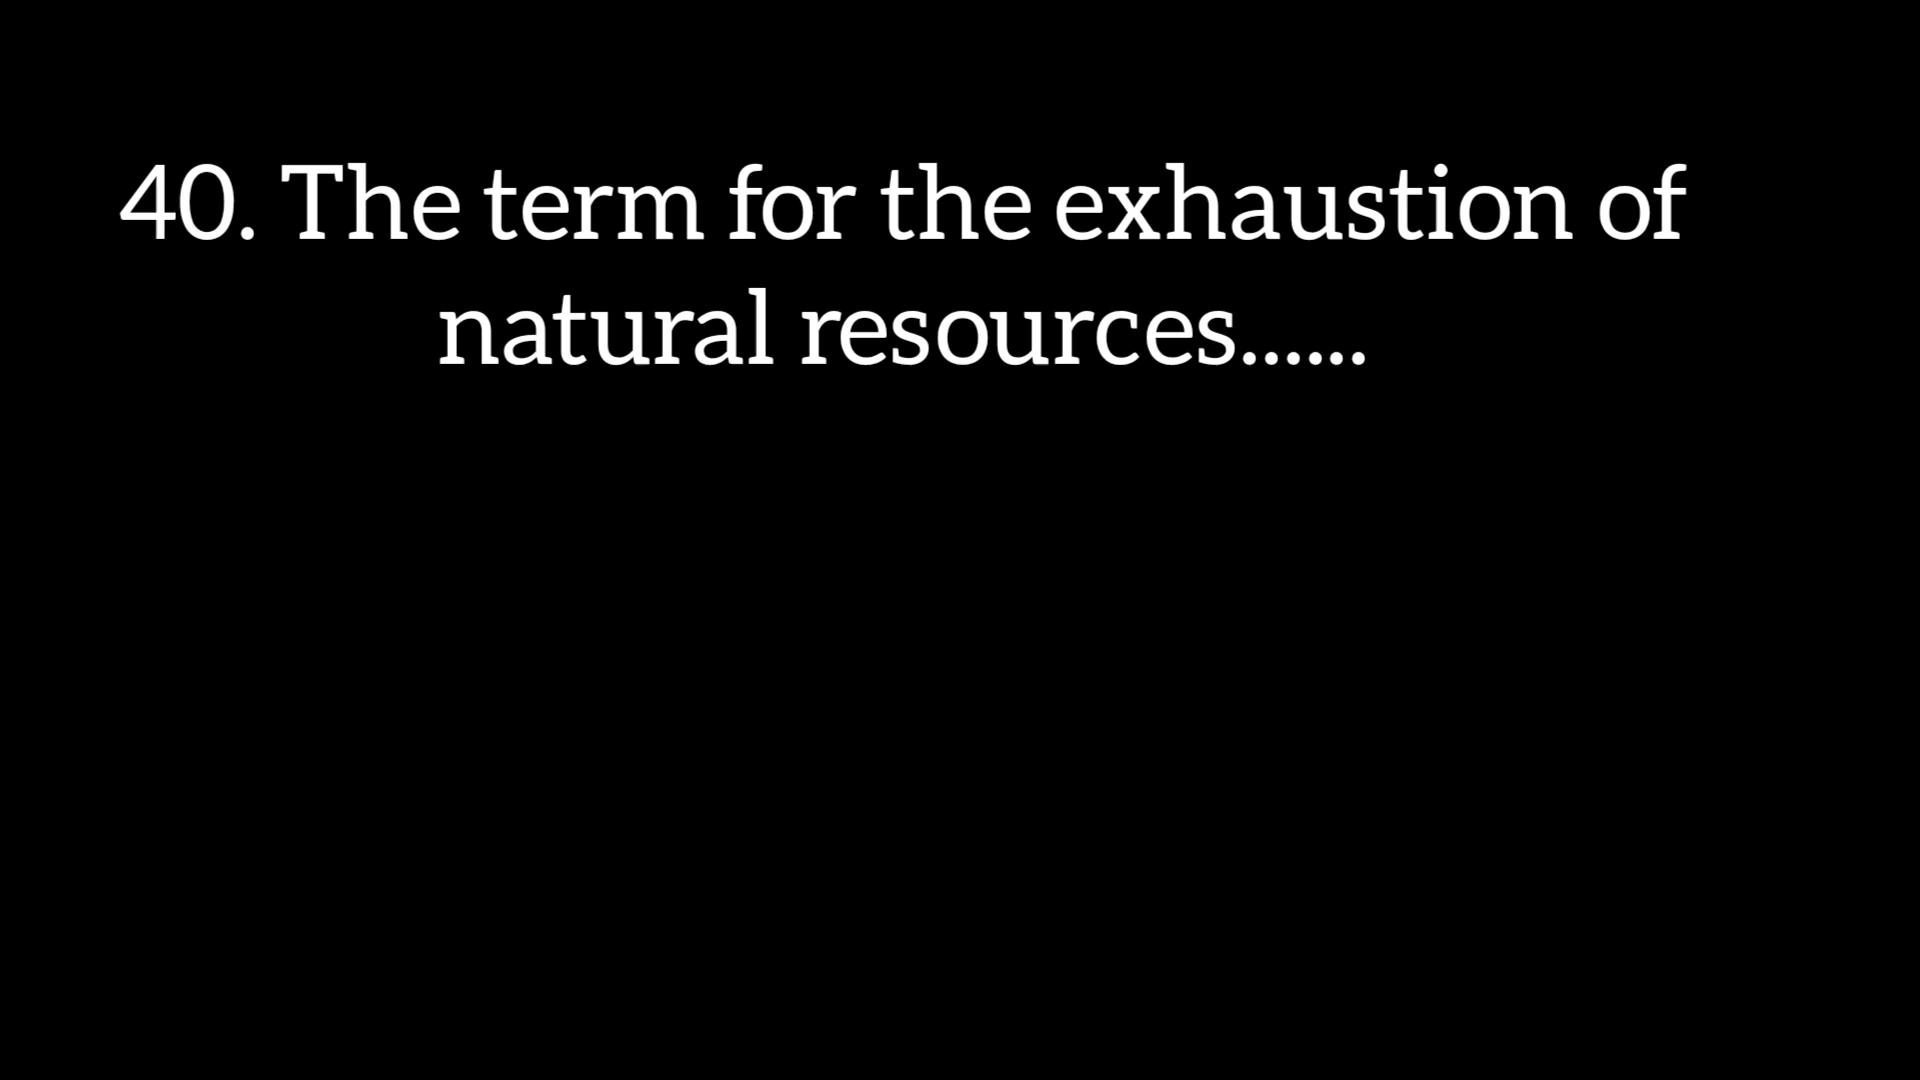 40. The term for the exhaustion of
natural resources......